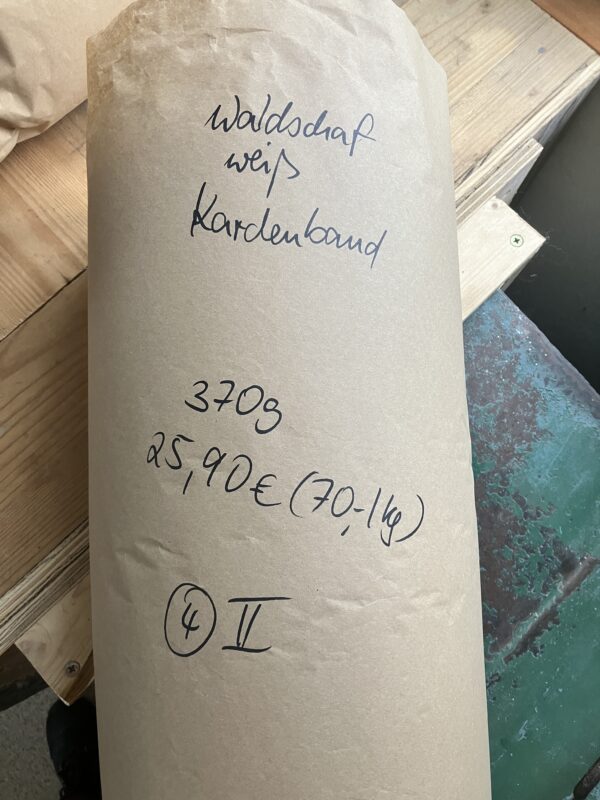 Waldschaf
weiß
Kardenband
370g
25,90€ (70,-/kg)
4 II